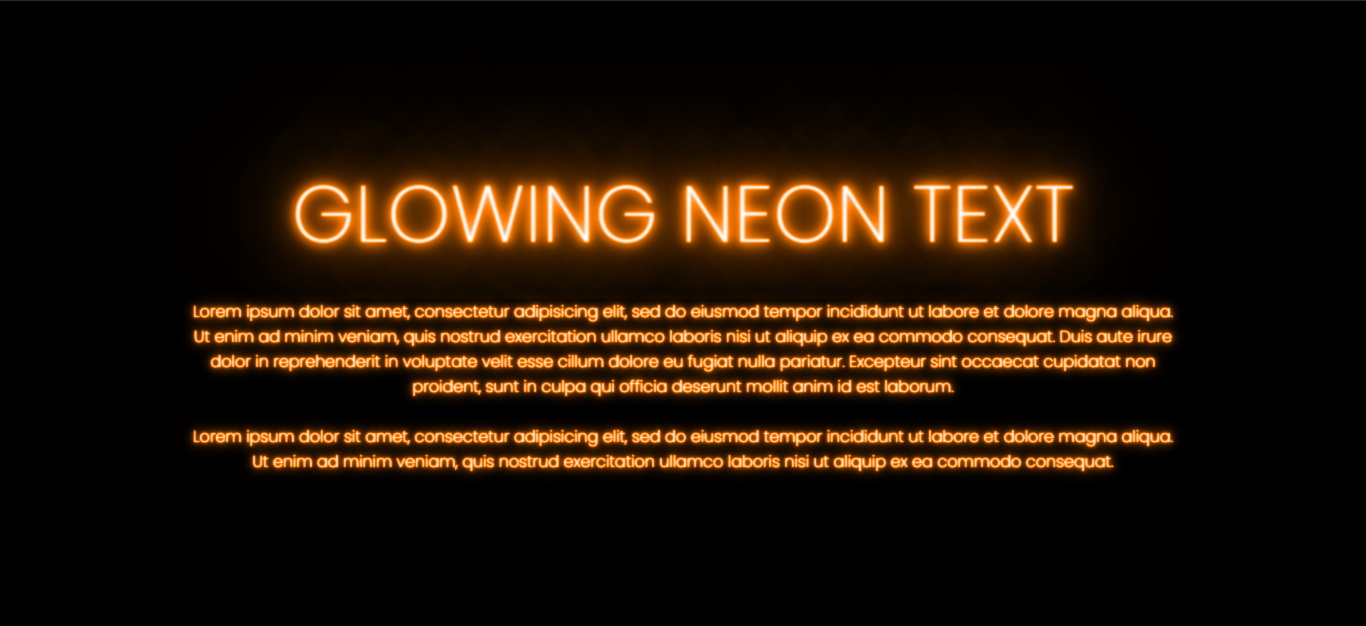 GLOWING NEON TEXT
Lorem ipsum dolor sit amet, consectetur adipisicing elit, sed do eiusmod tempor incididunt ut labore et dolore magna aliqua.
Ut enim ad minim veniam, quis nostrud exercitation ullamco laboris nisi ut aliquip ex ea commodo consequat. Duis aute irure
dolor in reprehenderit in voluptate velit esse cillum dolore eu fugiat nulla pariatur. Excepteur sint occaecat cupidatat non
proident, sunt in culpa qui officia deserunt mollit anim id est laborum.
Lorem ipsum dolor sit amet, consectetur adipisicing elit, sed do eiusmod tempor incididunt ut labore et dolore magna aliqua.
Ut enim ad minim veniam, quis nostrud exercitation ullamco laboris nisi ut aliquip ex ea commodo consequat.